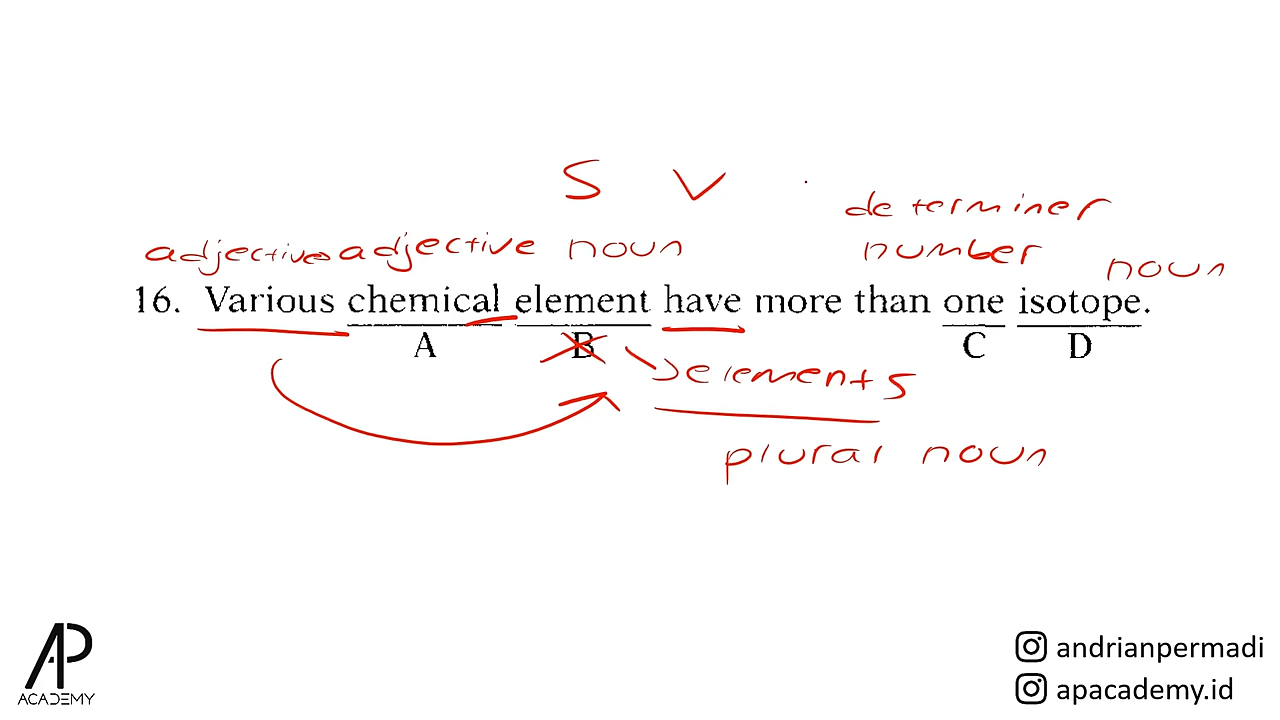 S V
determiner
adjective adjective noun number noun
16. Various chemical element have more than one isotope.
A B C D
elements
plural noun
AP
ACADEMY
andrianpermadi
apacademy.id